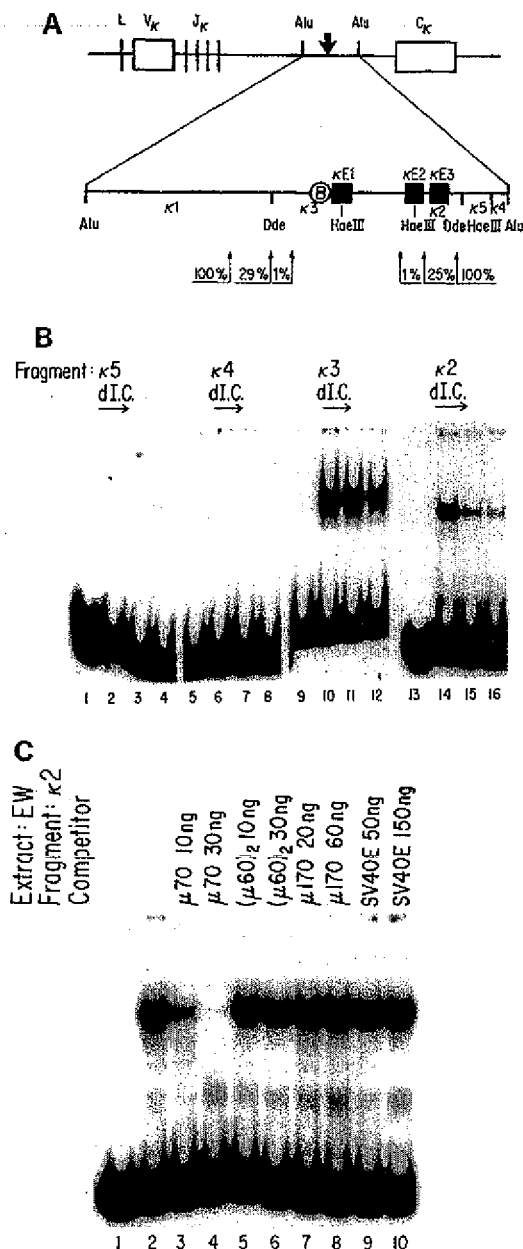 A
L Vκ Jκ Alu Alu Cκ
κE1 κE2 κE3
B
κ1 κ3 κ2 κ5 κ4
Alu Dde HaeIII HaeIII Dde HaeIII Alu
100% 29% 1% 1% 25% 100%
B
Fragment: κ5 κ4 κ3 κ2
dI.C. dI.C. dI.C. dI.C.
1 2 3 4 5 6 7 8 9 10 11 12 13 14 15 16
C
Extract: EW
Fragment: κ2
Competitor
μ70 10ng
μ70 30ng
(μ60)₂ 10ng
(μ60)₂ 30ng
μ170 20ng
μ170 60ng
SV40E 50ng
SV40E 150ng
1 2 3 4 5 6 7 8 9 10